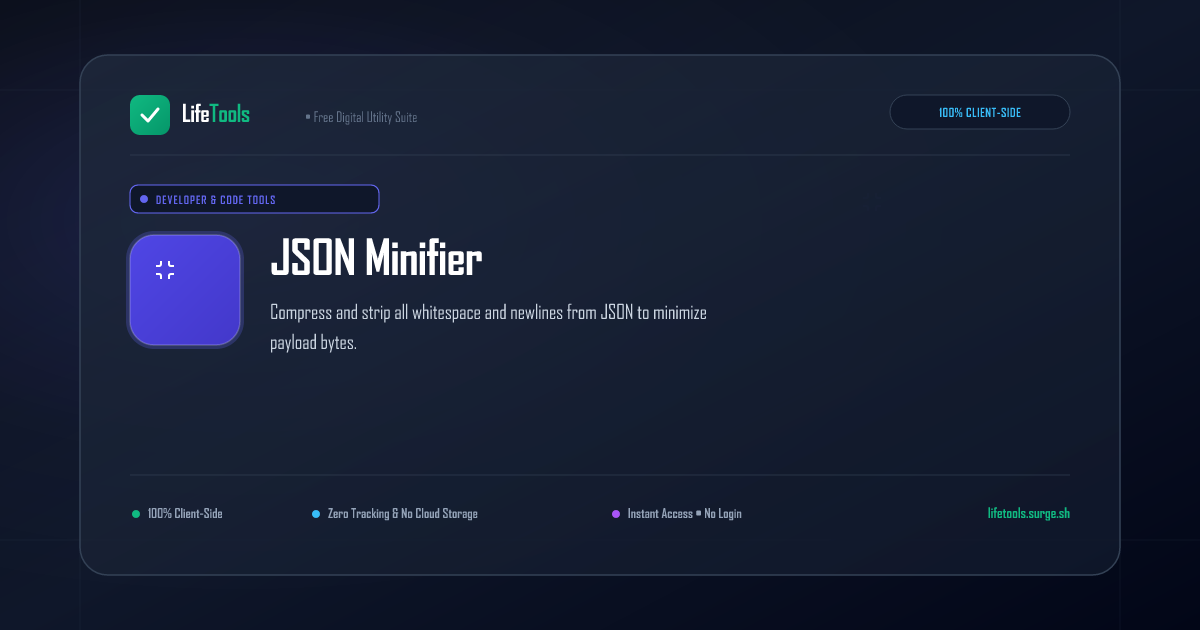 LifeTools
• Free Digital Utility Suite
100% CLIENT-SIDE
DEVELOPER & CODE TOOLS
JSON Minifier
Compress and strip all whitespace and newlines from JSON to minimize
payload bytes.
100% Client-Side
Zero Tracking & No Cloud Storage
Instant Access • No Login
lifetools.surge.sh